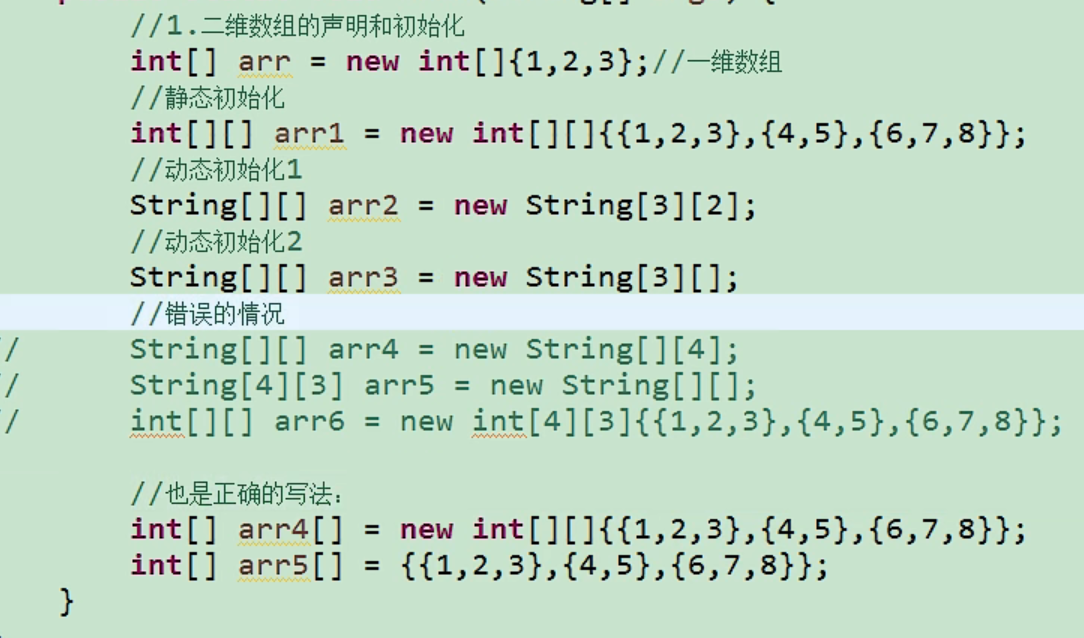 //1.二维数组的声明和初始化
int[] arr = new int[]{1,2,3};//一维数组
//静态初始化
int[][] arr1 = new int[][]{{1,2,3},{4,5},{6,7,8}};
//动态初始化1
String[][] arr2 = new String[3][2];
//动态初始化2
String[][] arr3 = new String[3][];
//错误的情况
// String[][] arr4 = new String[][4];
// String[4][3] arr5 = new String[][];
// int[][] arr6 = new int[4][3]{{1,2,3},{4,5},{6,7,8}};
//也是正确的写法：
int[] arr4[] = new int[][]{{1,2,3},{4,5},{6,7,8}};
int[] arr5[] = {{1,2,3},{4,5},{6,7,8}};
}